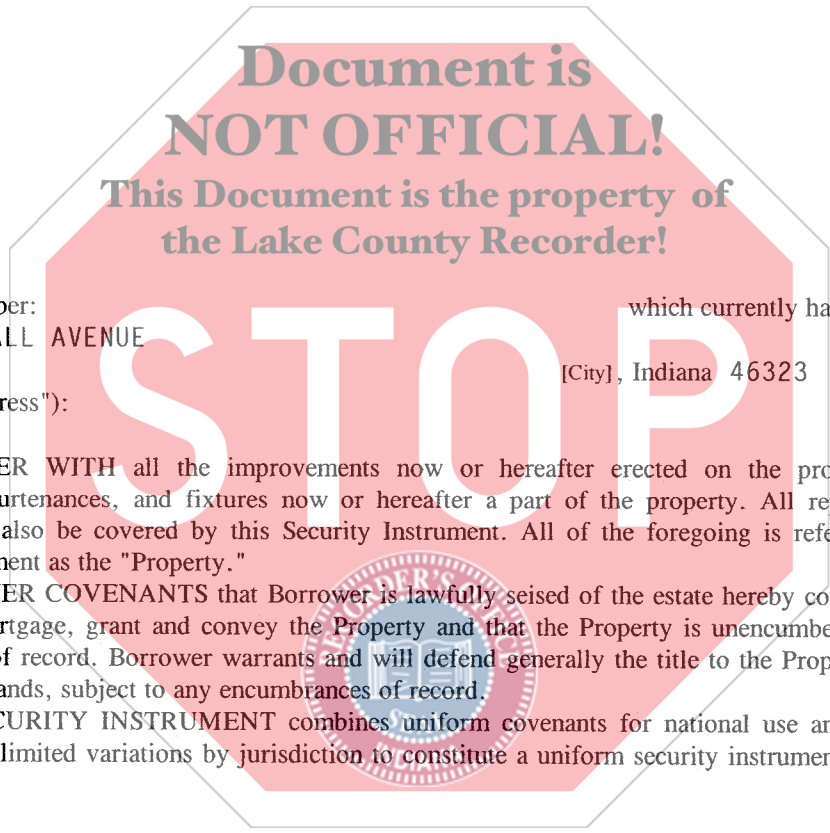 Document is
NOT OFFICIAL!
This Document is the property of
the Lake County Recorder!
STOP
ber: which currently ha
ALL AVENUE
[City], Indiana 46323
ress"):
ER WITH all the improvements now or hereafter erected on the pro
urtenances, and fixtures now or hereafter a part of the property. All re
also be covered by this Security Instrument. All of the foregoing is refe
ment as the "Property."
ER COVENANTS that Borrower is lawfully seised of the estate hereby co
rtgage, grant and convey the Property and that the Property is unencumbe
of record. Borrower warrants and will defend generally the title to the Prop
ands, subject to any encumbrances of record.
CURITY INSTRUMENT combines uniform covenants for national use an
limited variations by jurisdiction to constitute a uniform security instrumen
SEAL
INDIANA